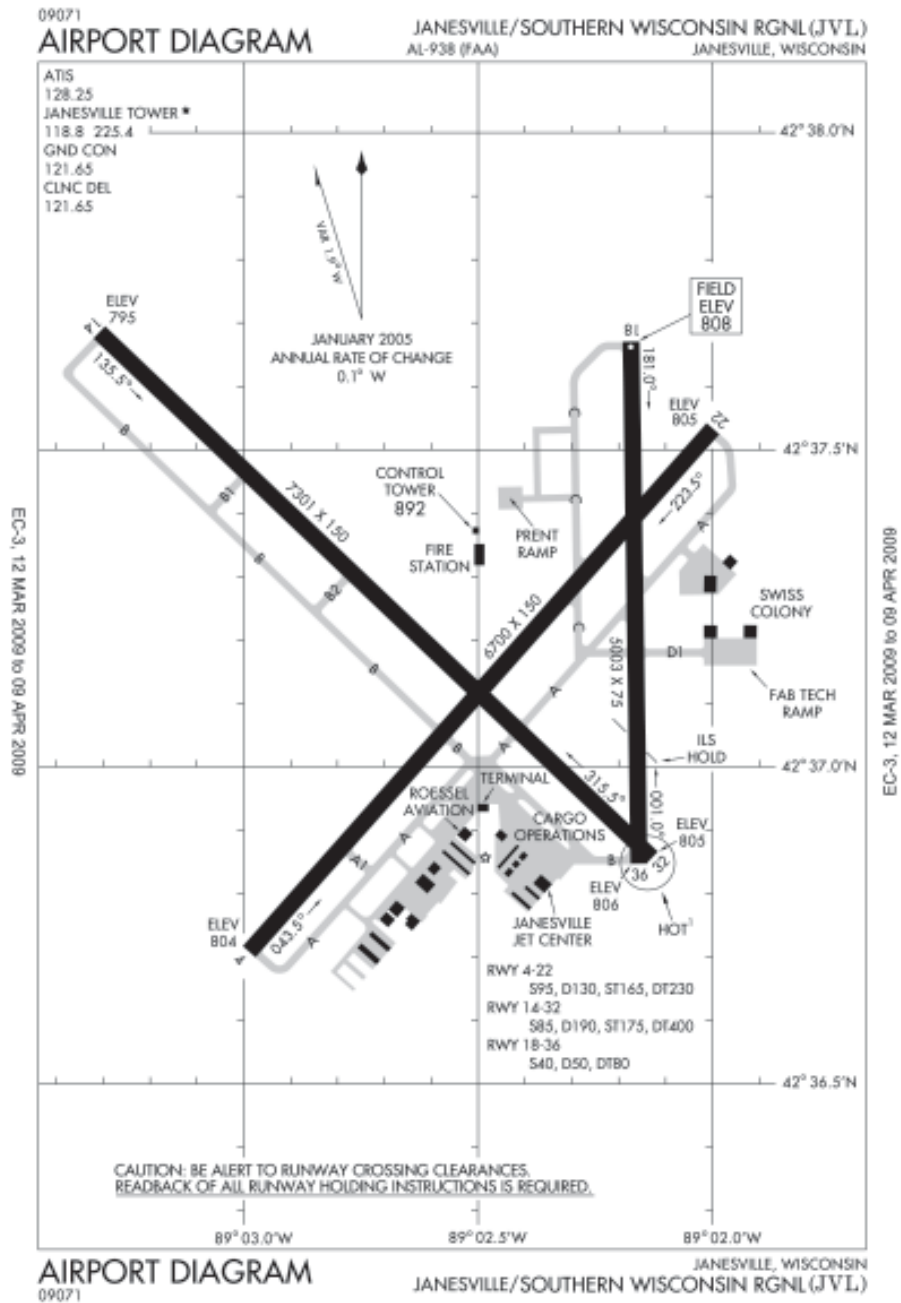 09071
AIRPORT DIAGRAM
JANESVILLE/SOUTHERN WISCONSIN RGNL(JVL)
AL-938 (FAA)
JANESVILLE, WISCONSIN
ATIS
128.25
JANESVILLE TOWER*
118.8 225.4
GND CON
121.65
CLNC DEL
121.65
42°38.0'N
VAR 1.9° W
JANUARY 2005
ANNUAL RATE OF CHANGE
0.1° W
ELEV
795
14
135.5°
FIELD
ELEV
808
18
181.0°
ELEV
805
22
42°37.5'N
223.5°
C
C
C
B
B1
B
B2
B
B
7301 X 150
CONTROL
TOWER
892
FIRE
STATION
PRENT
RAMP
A
SWISS
COLONY
6700 X 150
5003 X 75
D1
FAB TECH
RAMP
A
A
ILS
HOLD
42°37.0'N
315.5°
001.0°
TERMINAL
ROESSEL
AVIATION
CARGO
OPERATIONS
ELEV
805
A
A1
B
36
32
ELEV
806
HOT1
ELEV
804
4
043.5°
A
JANESVILLE
JET CENTER
RWY 4-22
S95, D130, ST165, DT230
RWY 14-32
S85, D190, ST175, DT400
RWY 18-36
S40, D50, DT80
42°36.5'N
CAUTION: BE ALERT TO RUNWAY CROSSING CLEARANCES.
READBACK OF ALL RUNWAY HOLDING INSTRUCTIONS IS REQUIRED.
89°03.0'W
89°02.5'W
89°02.0'W
EC-3, 12 MAR 2009 to 09 APR 2009
EC-3, 12 MAR 2009 to 09 APR 2009
AIRPORT DIAGRAM
09071
JANESVILLE, WISCONSIN
JANESVILLE/SOUTHERN WISCONSIN RGNL(JVL)